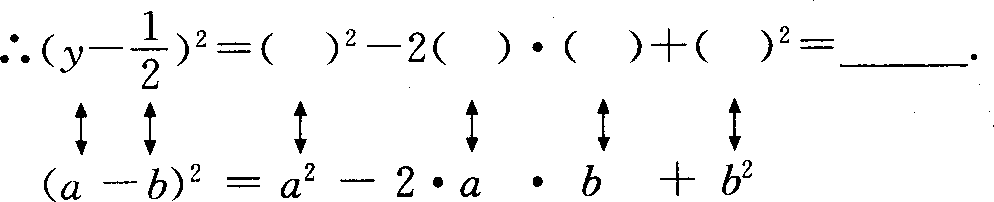 ∴(y−1/2)²=(　)²−2(　)·(　)+(　)²=______.
↕ ↕ ↕ ↕ ↕ ↕
(a −b)² = a² − 2·a · b + b²